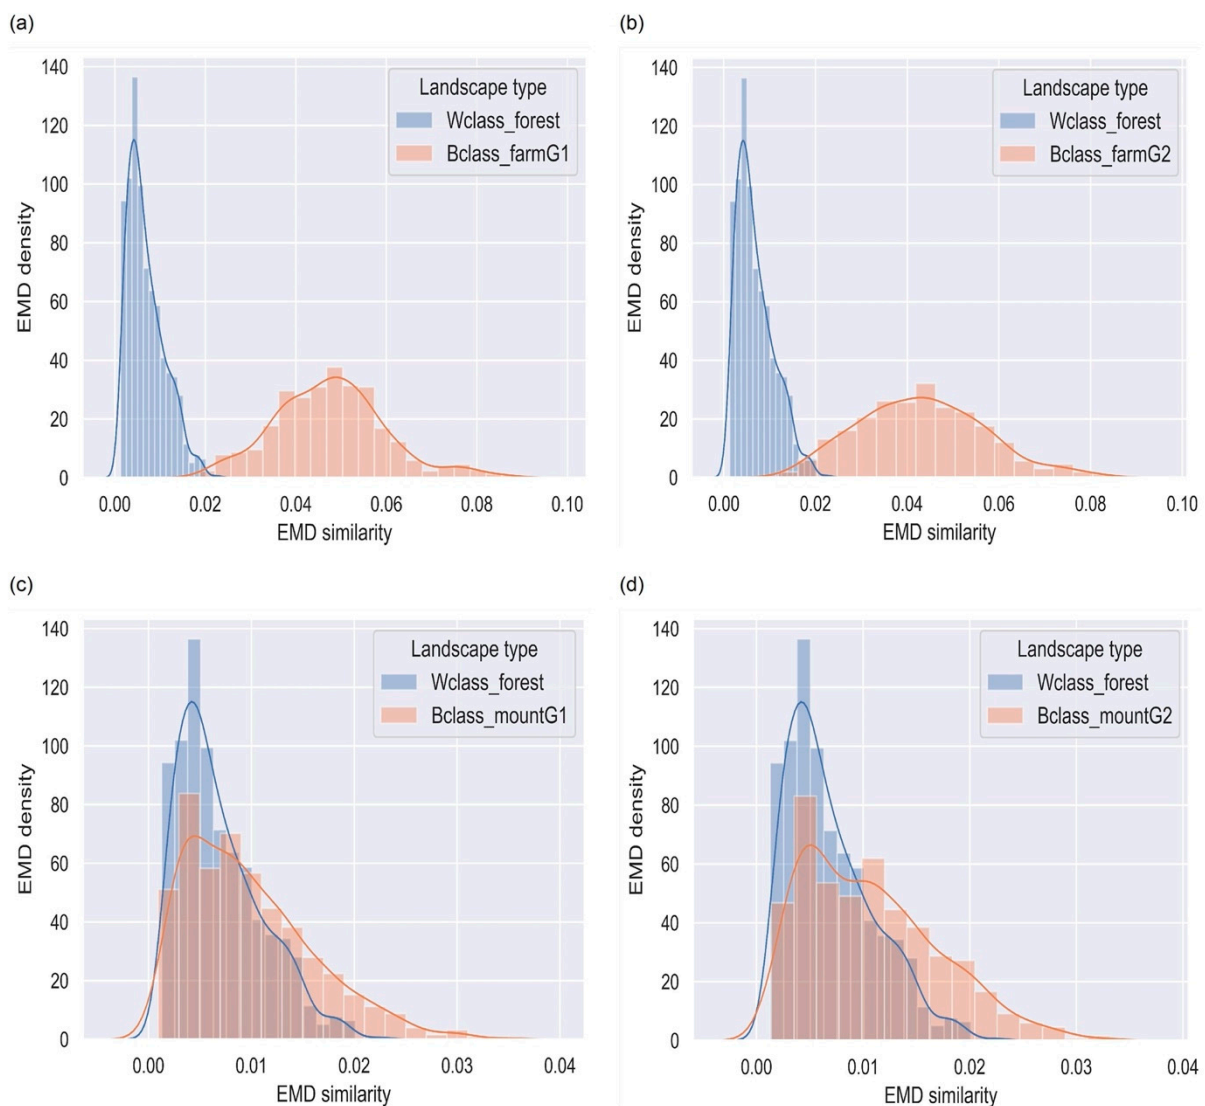 (a)
140
120
100
80
60
40
20
0
EMD density
Landscape type
Wclass_forest
Bclass_farmG1
0.00 0.02 0.04 0.06 0.08 0.10
EMD similarity
(b)
140
120
100
80
60
40
20
0
EMD density
Landscape type
Wclass_forest
Bclass_farmG2
0.00 0.02 0.04 0.06 0.08 0.10
EMD similarity
(c)
140
120
100
80
60
40
20
0
EMD density
Landscape type
Wclass_forest
Bclass_mountG1
0.00 0.01 0.02 0.03 0.04
EMD similarity
(d)
140
120
100
80
60
40
20
0
EMD density
Landscape type
Wclass_forest
Bclass_mountG2
0.00 0.01 0.02 0.03 0.04
EMD similarity